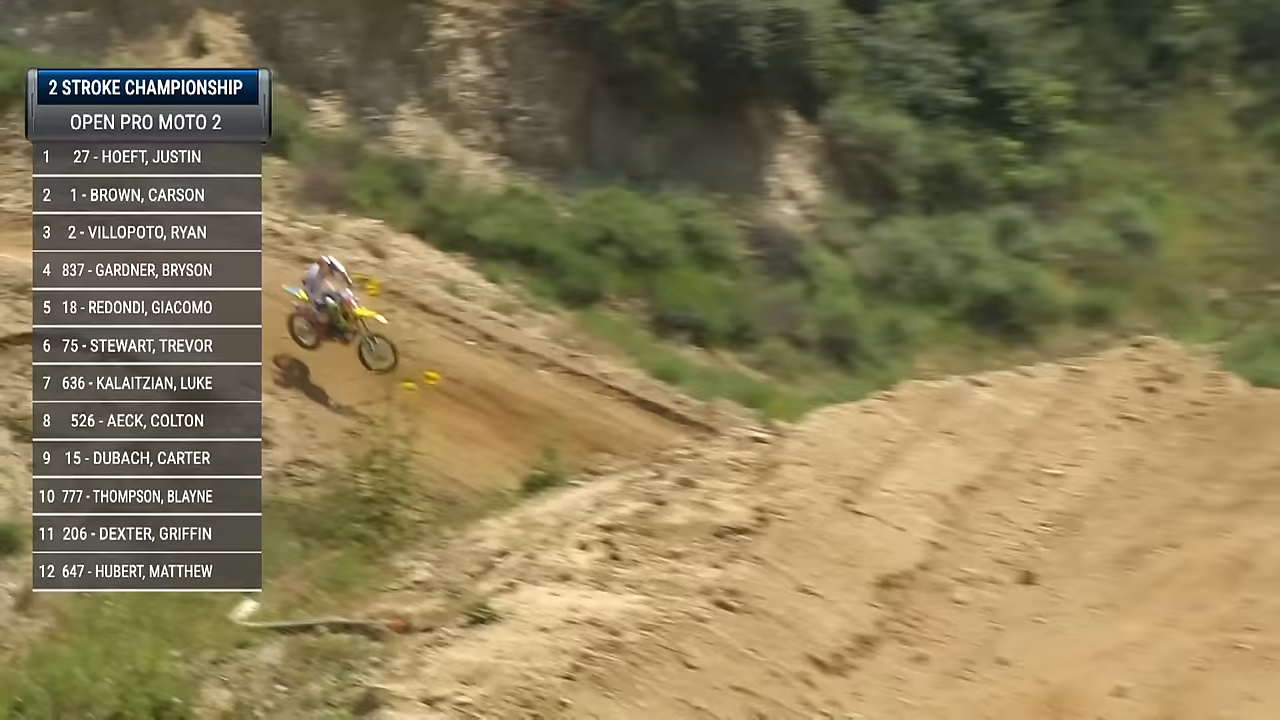 2 STROKE CHAMPIONSHIP
OPEN PRO MOTO 2
1 27 - HOEFT, JUSTIN
2 1 - BROWN, CARSON
3 2 - VILLOPOTO, RYAN
4 837 - GARDNER, BRYSON
5 18 - REDONDI, GIACOMO
6 75 - STEWART, TREVOR
7 636 - KALAITZIAN, LUKE
8 526 - AECK, COLTON
9 15 - DUBACH, CARTER
10 777 - THOMPSON, BLAYNE
11 206 - DEXTER, GRIFFIN
12 647 - HUBERT, MATTHEW